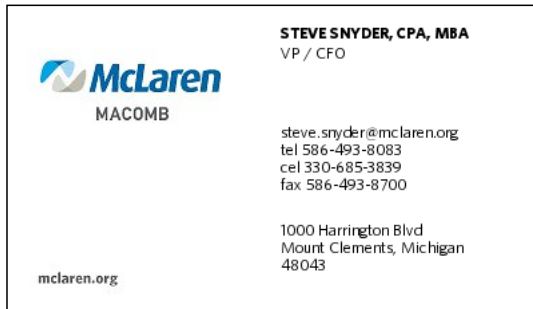 STEVE SNYDER, CPA, MBA
VP / CFO
McLaren
MACOMB
steve.snyder@mclaren.org
tel 586-493-8083
cel 330-685-3839
fax 586-493-8700
1000 Harrington Blvd
Mount Clements, Michigan
48043
mclaren.org